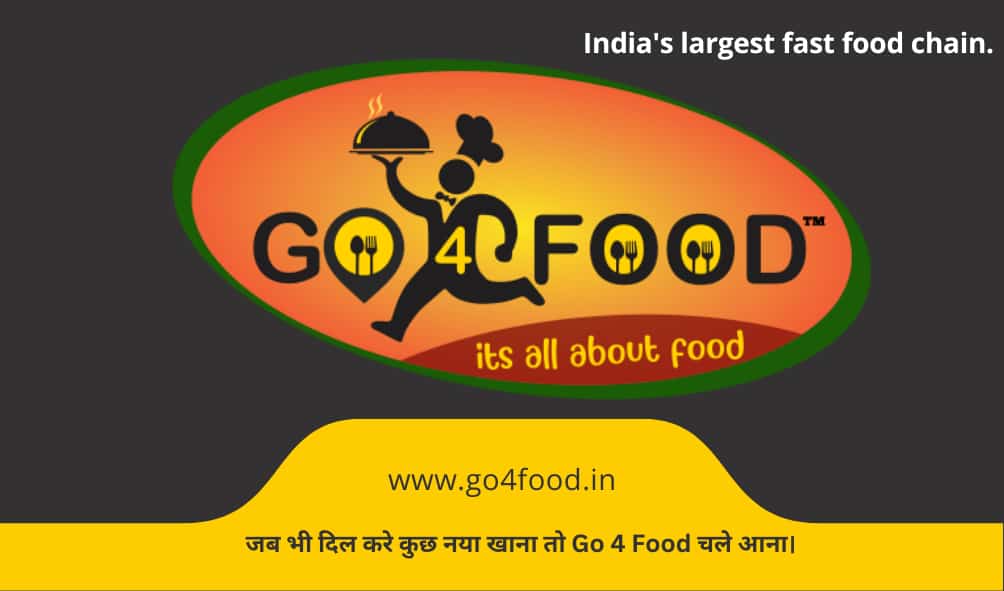 India's largest fast food chain.
GO 4 FOOD™
its all about food
www.go4food.in
जब भी दिल करे कुछ नया खाना तो Go 4 Food चले आना।